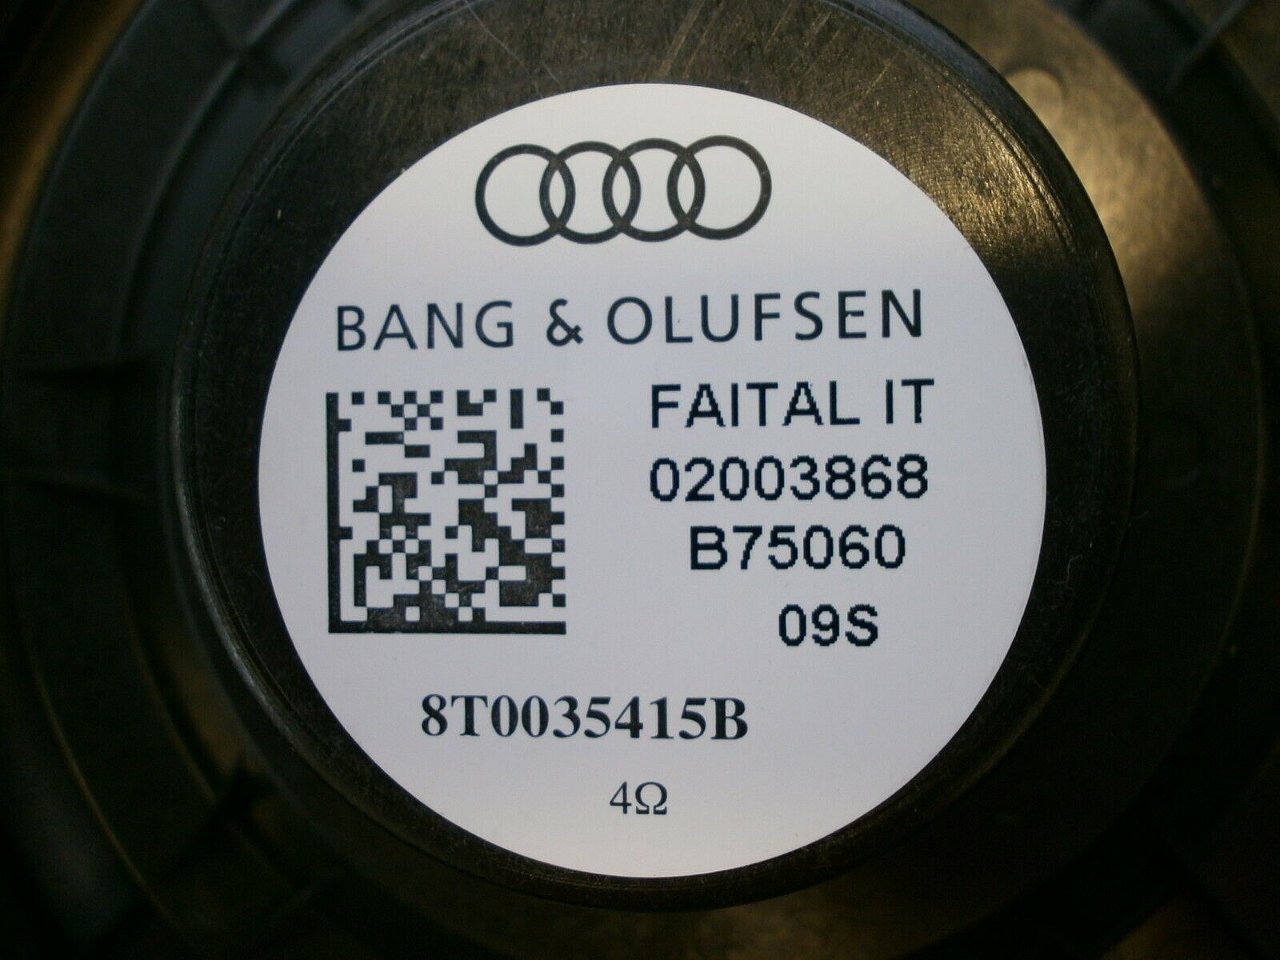 BANG & OLUFSEN
FAITAL IT
02003868
B75060
09S
8T0035415B
4Ω